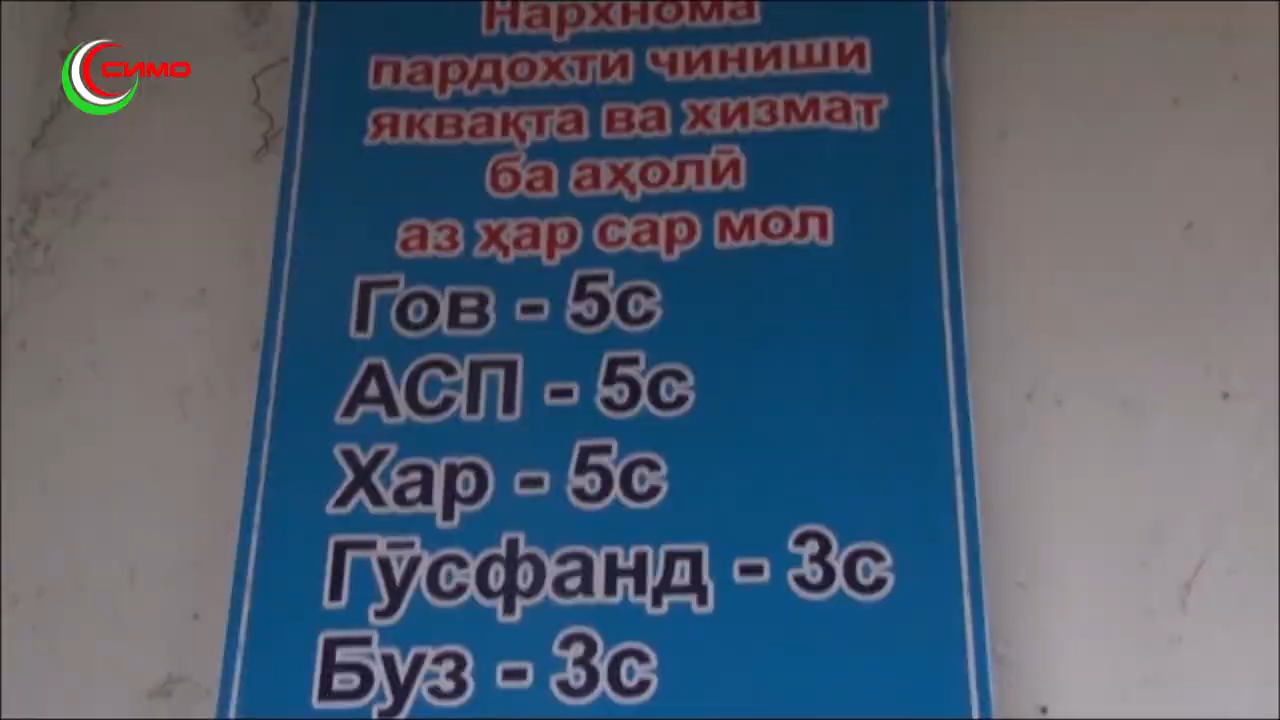 СИМО
Нархнома
пардохти чиниши
яквақта ва хизмат
ба аҳолӣ
аз ҳар сар мол
Гов - 5с
АСП - 5с
Хар - 5с
Гӯсфанд - 3с
Буз - 3с